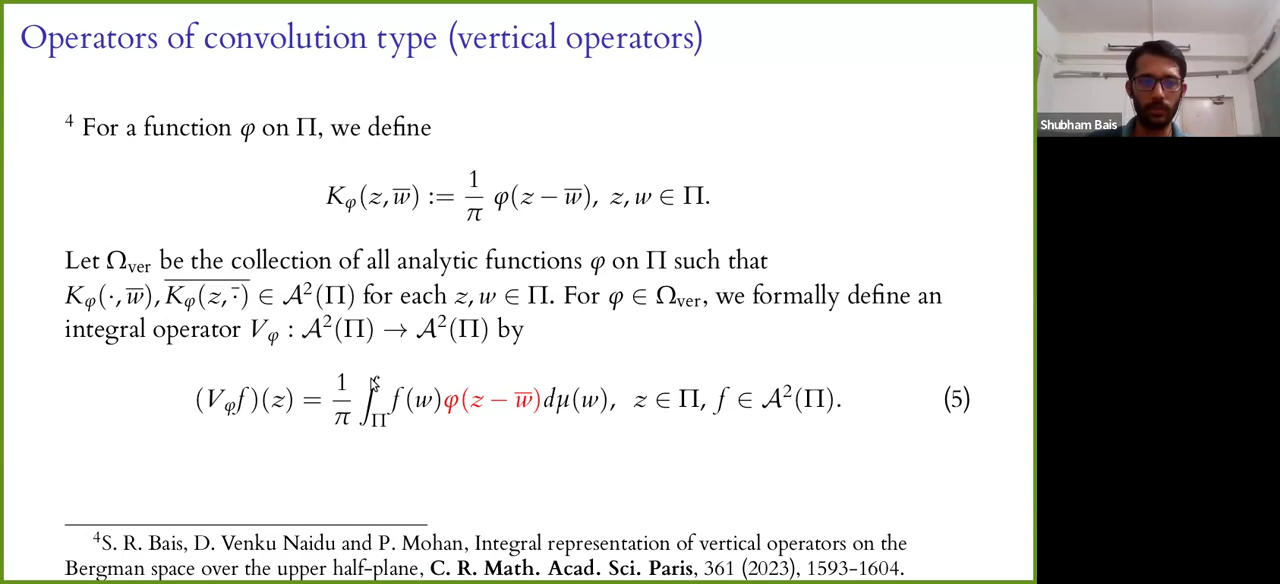 Operators of convolution type (vertical operators)
Shubham Bais
⁴ For a function φ on Π, we define
K_φ(z, w̅) := 1/π φ(z − w̅), z, w ∈ Π.
Let Ω_ver be the collection of all analytic functions φ on Π such that
K_φ(·, w̅), \overline{K_φ(z, \overline{·})} ∈ 𝒜²(Π) for each z, w ∈ Π. For φ ∈ Ω_ver, we formally define an
integral operator V_φ : 𝒜²(Π) → 𝒜²(Π) by
(V_φ f)(z) = 1/π ∫_Π f(w)φ(z − w̅)dμ(w), z ∈ Π, f ∈ 𝒜²(Π). (5)
⁴S. R. Bais, D. Venku Naidu and P. Mohan, Integral representation of vertical operators on the
Bergman space over the upper half-plane, C. R. Math. Acad. Sci. Paris, 361 (2023), 1593-1604.